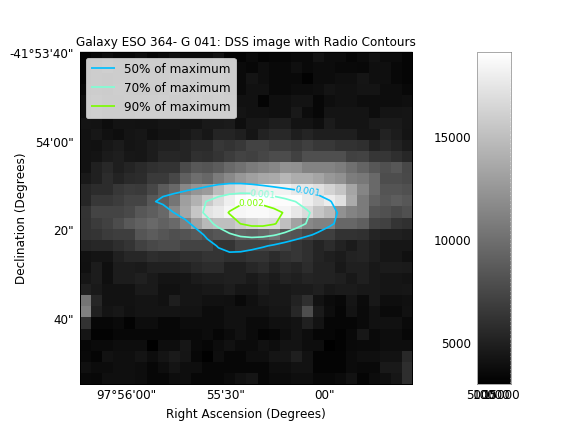 Galaxy ESO 364- G 041: DSS image with Radio Contours
-41°53'40"
50% of maximum
70% of maximum
90% of maximum
54'00"
20"
40"
0.001
0.001
0.002
15000
10000
5000
97°56'00"
55'30"
00"
Right Ascension (Degrees)
Declination (Degrees)